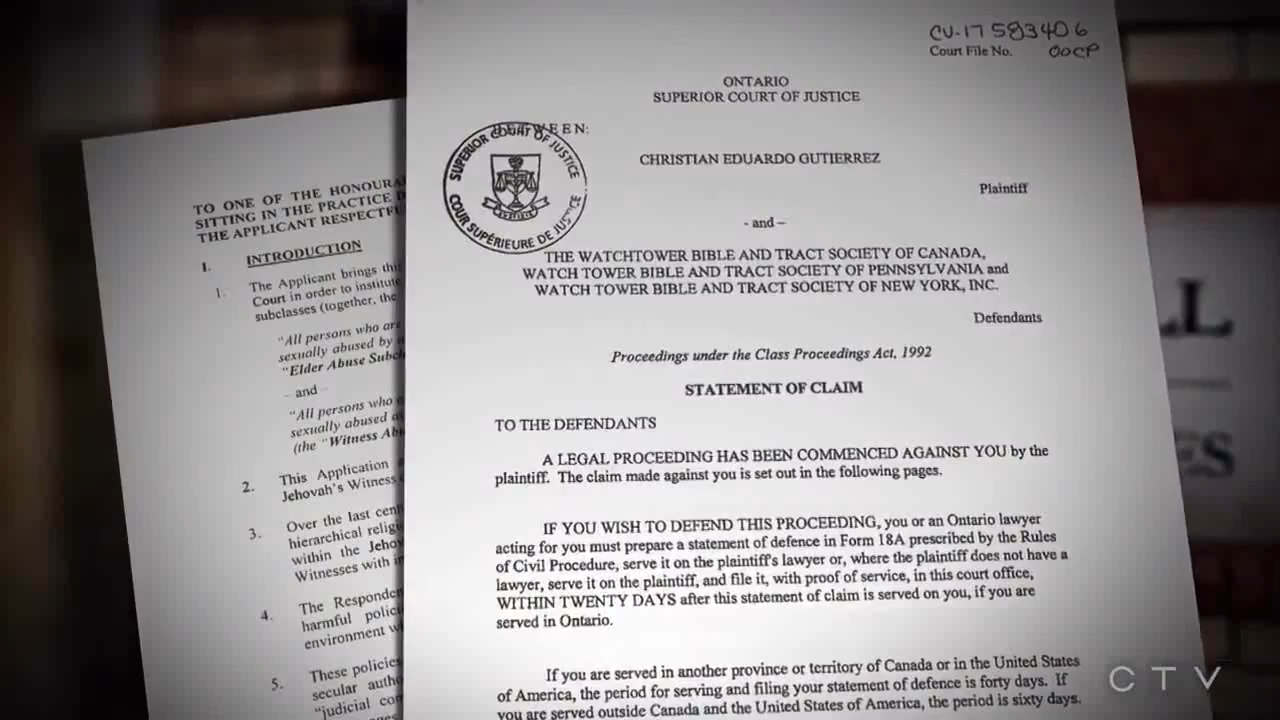 CV-17 583406
Court File No. 00CP
ONTARIO
SUPERIOR COURT OF JUSTICE
BETWEEN:
SUPERIOR COURT OF JUSTICE
COUR SUPÉRIEURE DE JUSTICE
CHRISTIAN EDUARDO GUTIERREZ
Plaintiff
- and –
THE WATCHTOWER BIBLE AND TRACT SOCIETY OF CANADA,
WATCH TOWER BIBLE AND TRACT SOCIETY OF PENNSYLVANIA and
WATCH TOWER BIBLE AND TRACT SOCIETY OF NEW YORK, INC.
Defendants
Proceedings under the Class Proceedings Act, 1992
STATEMENT OF CLAIM
TO THE DEFENDANTS
A LEGAL PROCEEDING HAS BEEN COMMENCED AGAINST YOU by the
plaintiff. The claim made against you is set out in the following pages.
IF YOU WISH TO DEFEND THIS PROCEEDING, you or an Ontario lawyer
acting for you must prepare a statement of defence in Form 18A prescribed by the Rules
of Civil Procedure, serve it on the plaintiff's lawyer or, where the plaintiff does not have a
lawyer, serve it on the plaintiff, and file it, with proof of service, in this court office,
WITHIN TWENTY DAYS after this statement of claim is served on you, if you are
served in Ontario.
If you are served in another province or territory of Canada or in the United States
of America, the period for serving and filing your statement of defence is forty days. If
you are served outside Canada and the United States of America, the period is sixty days.
TO ONE OF THE HONOURA
SITTING IN THE PRACTICE D
THE APPLICANT RESPECTFU
I. INTRODUCTION
1. The Applicant brings this
Court in order to institute
subclasses (together, the
"All persons who are
sexually abused by
"Elder Abuse Subcl
– and –
"All persons who
sexually abused
(the "Witness Ab
2. This Application
Jehovah's Witness
3. Over the last cent
hierarchical relig
within the Jehov
Witnesses with in
4. The Responden
harmful polici
environment w
5. These policies
secular autho
"judicial com
LL
ES
CTV